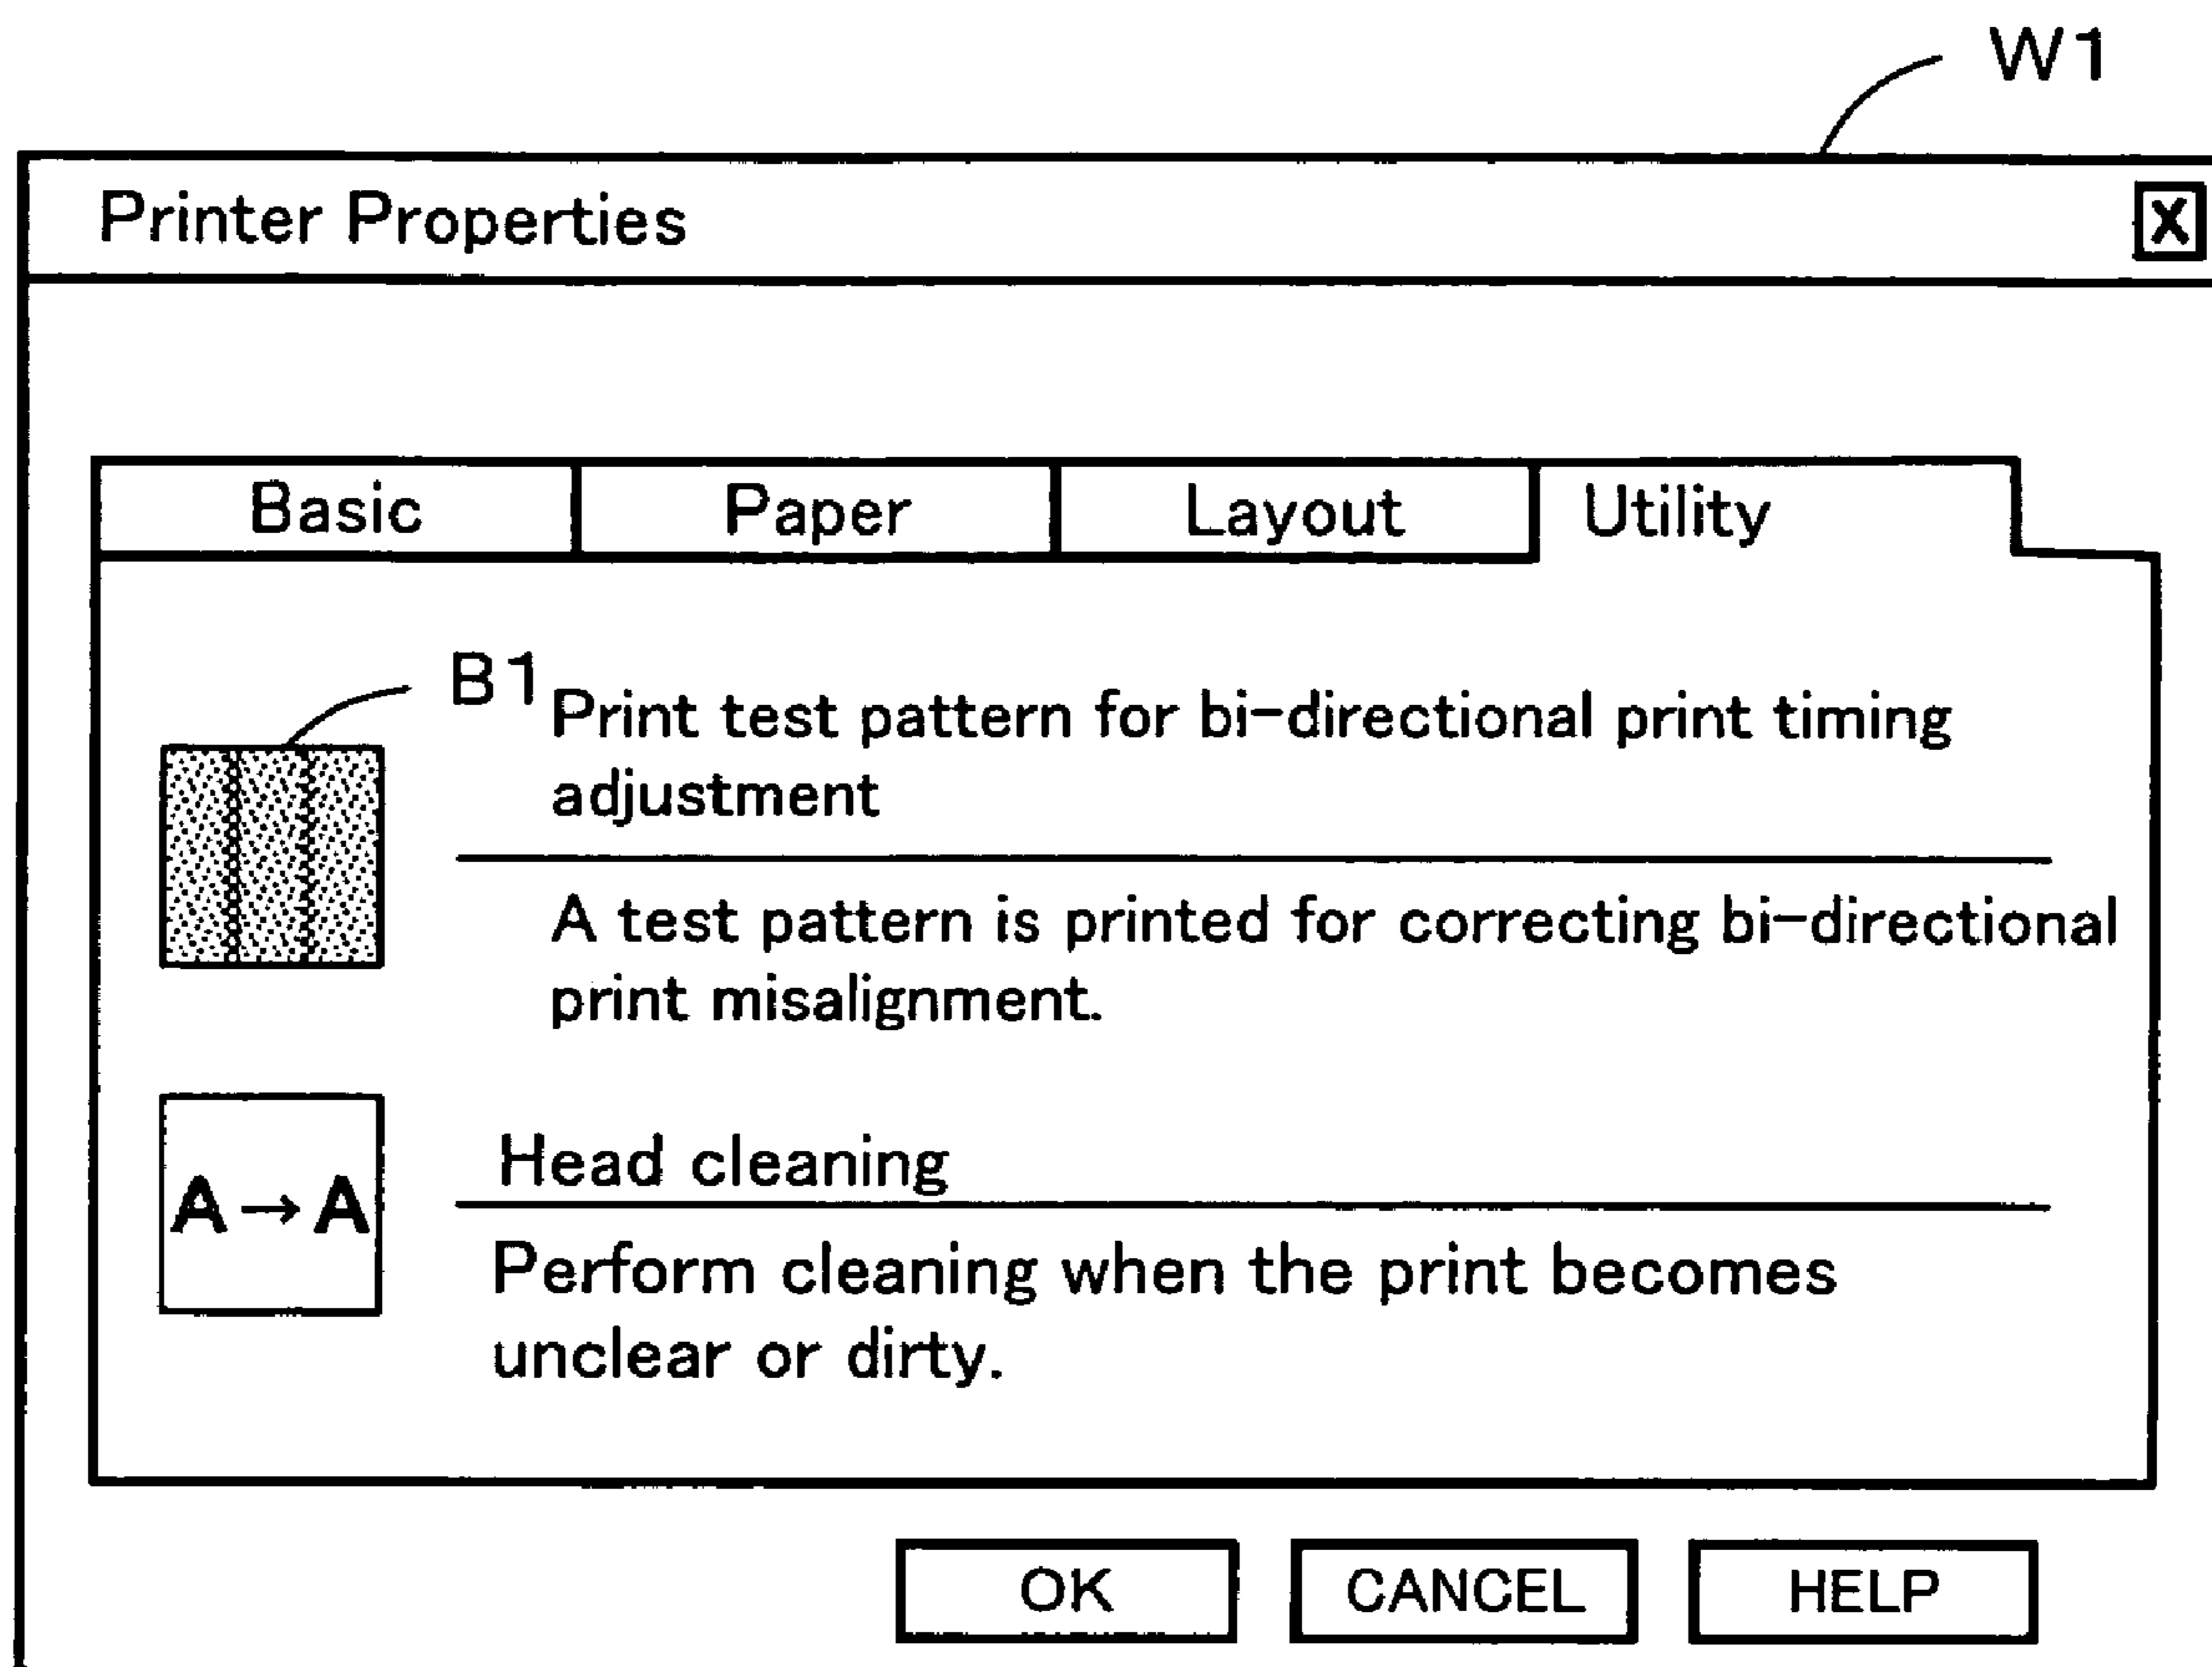 W1
Printer Properties X
Basic Paper Layout Utility
B1
Print test pattern for bi-directional print timing
adjustment
A test pattern is printed for correcting bi-directional
print misalignment.
A→A
Head cleaning
Perform cleaning when the print becomes
unclear or dirty.
OK CANCEL HELP